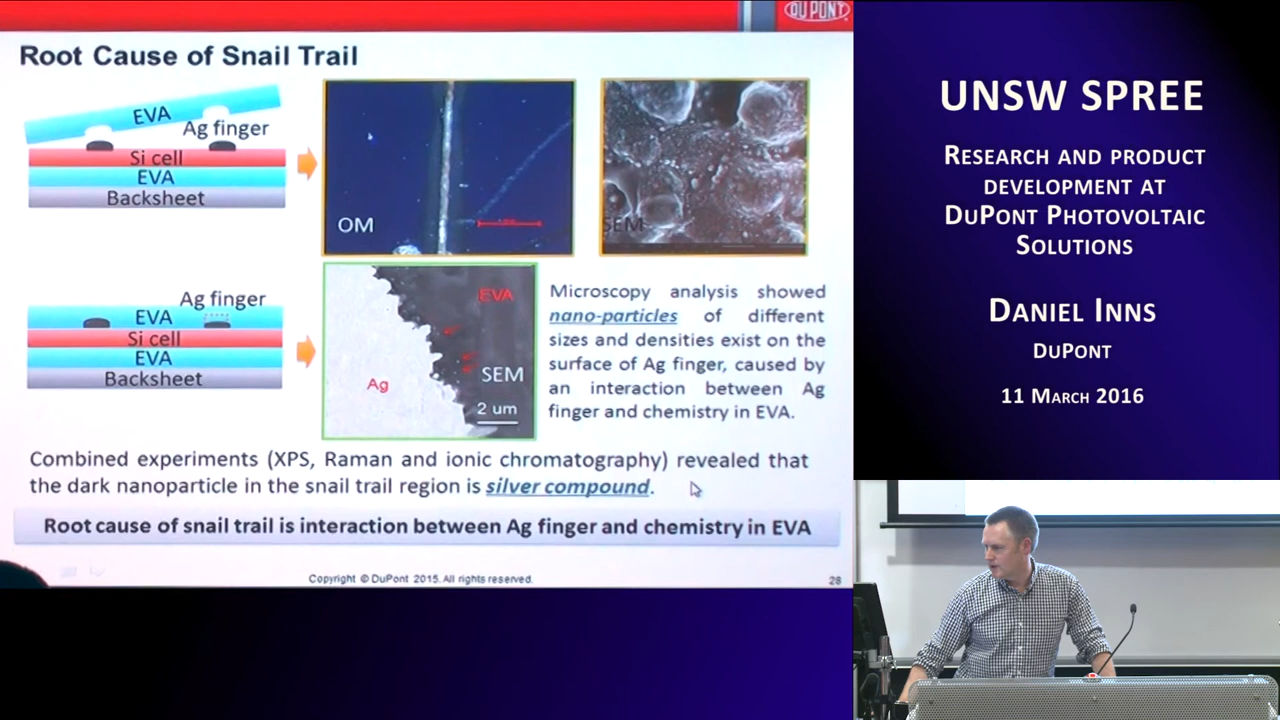 DUPONT
Root Cause of Snail Trail
EVA
Ag finger
Si cell
EVA
Backsheet
OM
SEM
Ag finger
EVA
Si cell
EVA
Backsheet
EVA
Ag
SEM
2 um
Microscopy analysis showed
nano-particles of different
sizes and densities exist on the
surface of Ag finger, caused by
an interaction between Ag
finger and chemistry in EVA.
Combined experiments (XPS, Raman and ionic chromatography) revealed that
the dark nanoparticle in the snail trail region is silver compound.
Root cause of snail trail is interaction between Ag finger and chemistry in EVA
Copyright © DuPont 2015. All rights reserved.
28
UNSW SPREE
Research and product
development at
DuPont Photovoltaic
Solutions
Daniel Inns
DuPont
11 March 2016